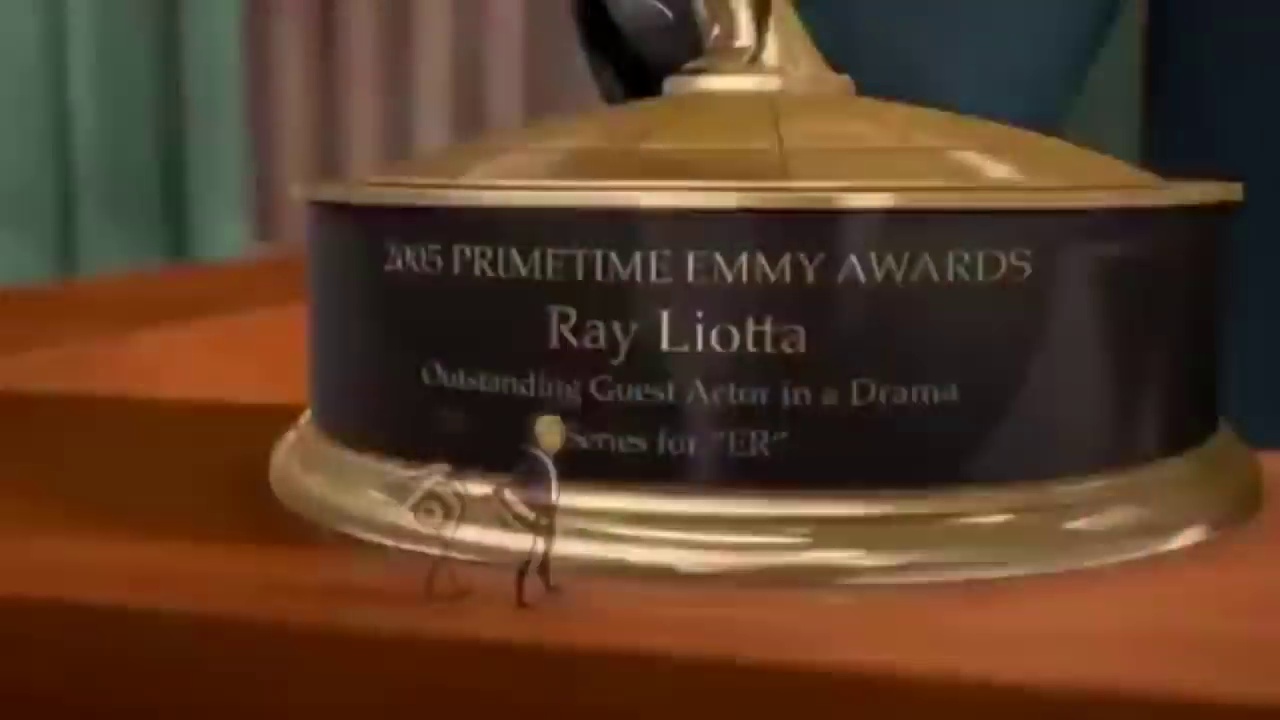 2005 PRIMETIME EMMY AWARDS
Ray Liotta
Outstanding Guest Actor in a Drama
Series for "ER"